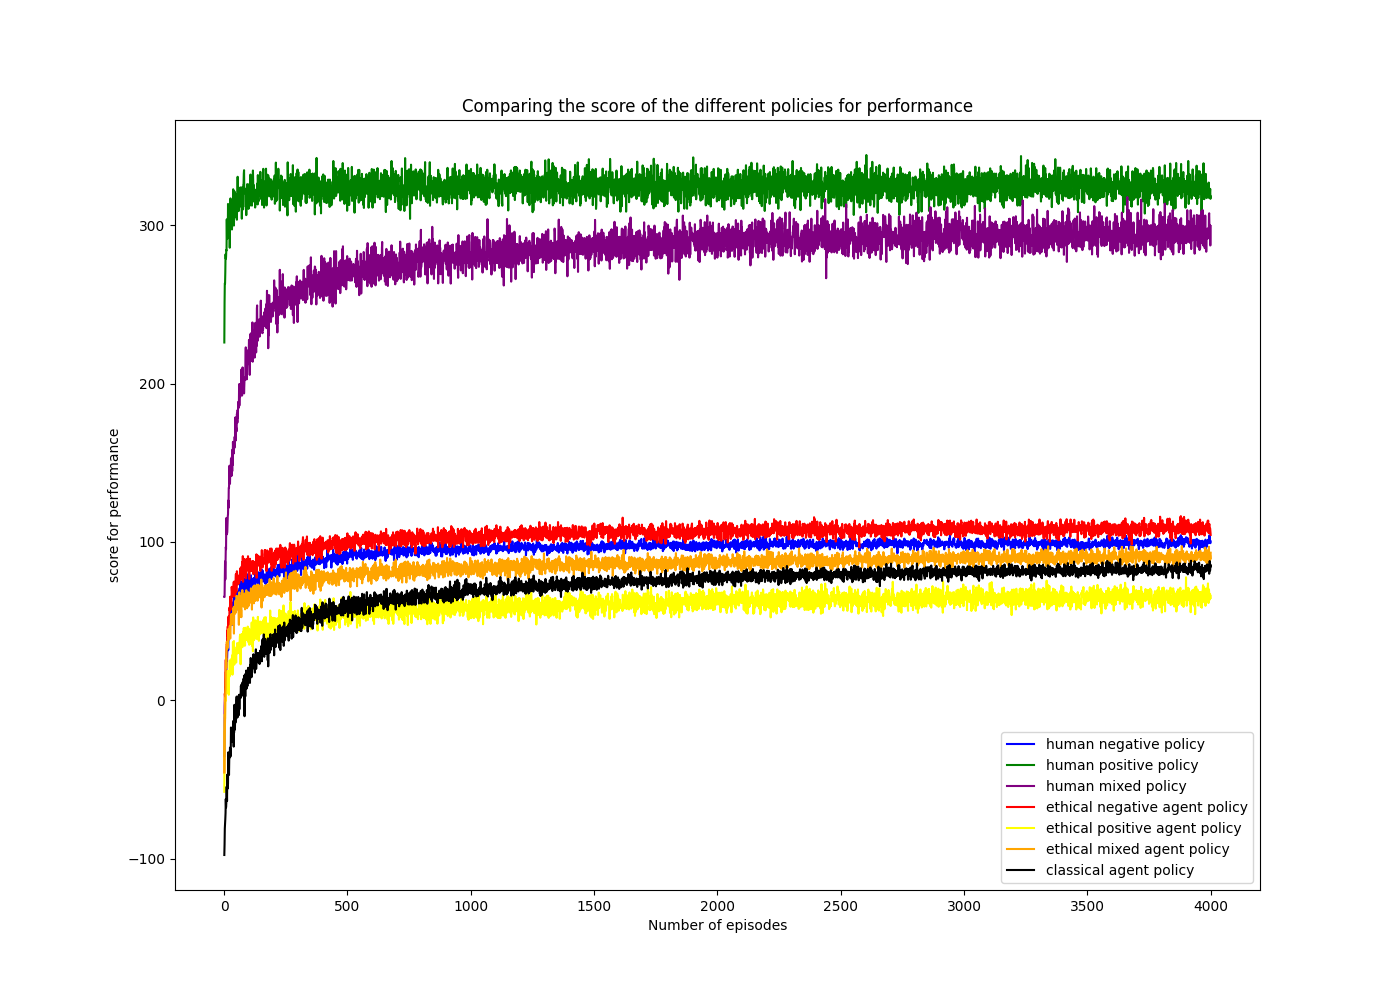 Comparing the score of the different policies for performance
300
200
100
0
−100
score for performance
0 500 1000 1500 2000 2500 3000 3500 4000
Number of episodes
human negative policy
human positive policy
human mixed policy
ethical negative agent policy
ethical positive agent policy
ethical mixed agent policy
classical agent policy